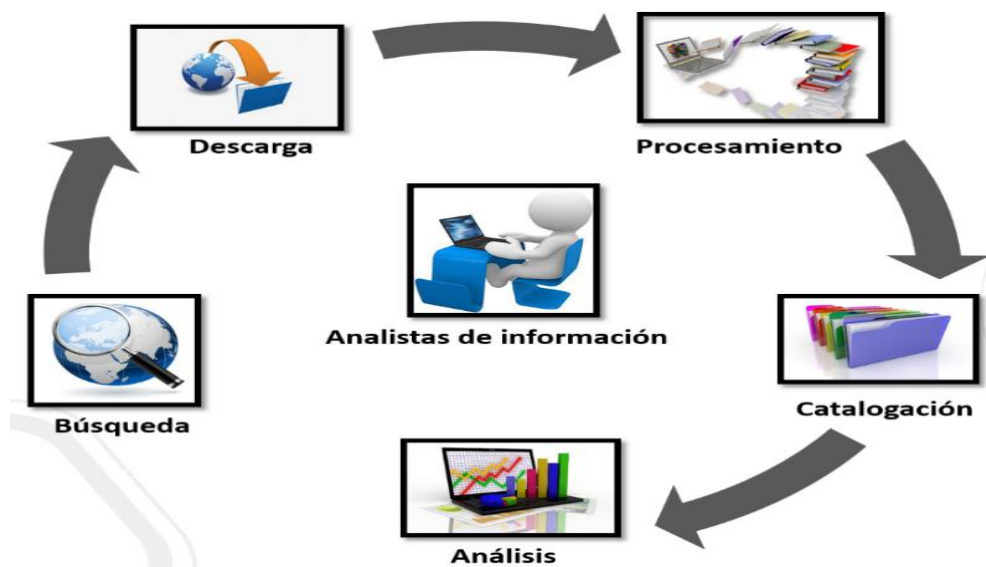 Descarga
Procesamiento
Analistas de información
Búsqueda
Catalogación
Análisis